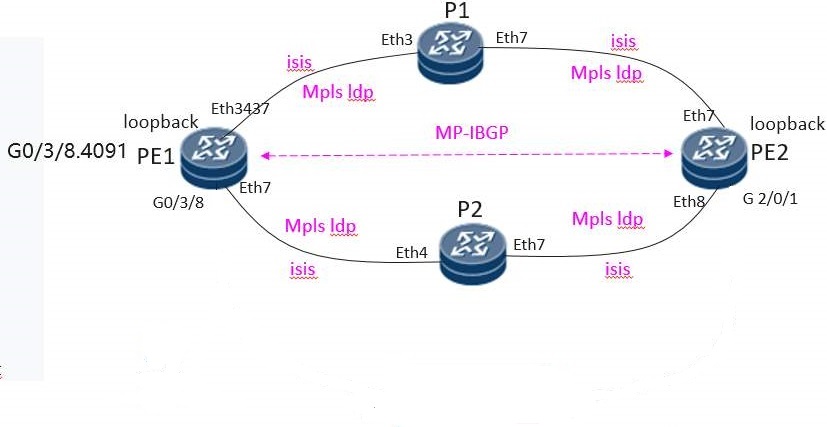 P1
Eth3
Eth7
isis
isis
Mpls ldp
Mpls ldp
Eth3437
Eth7
loopback
loopback
MP-IBGP
G0/3/8.4091
PE1
PE2
Eth7
G0/3/8
Eth8
G 2/0/1
P2
Mpls ldp
Mpls ldp
Eth4
Eth7
isis
isis